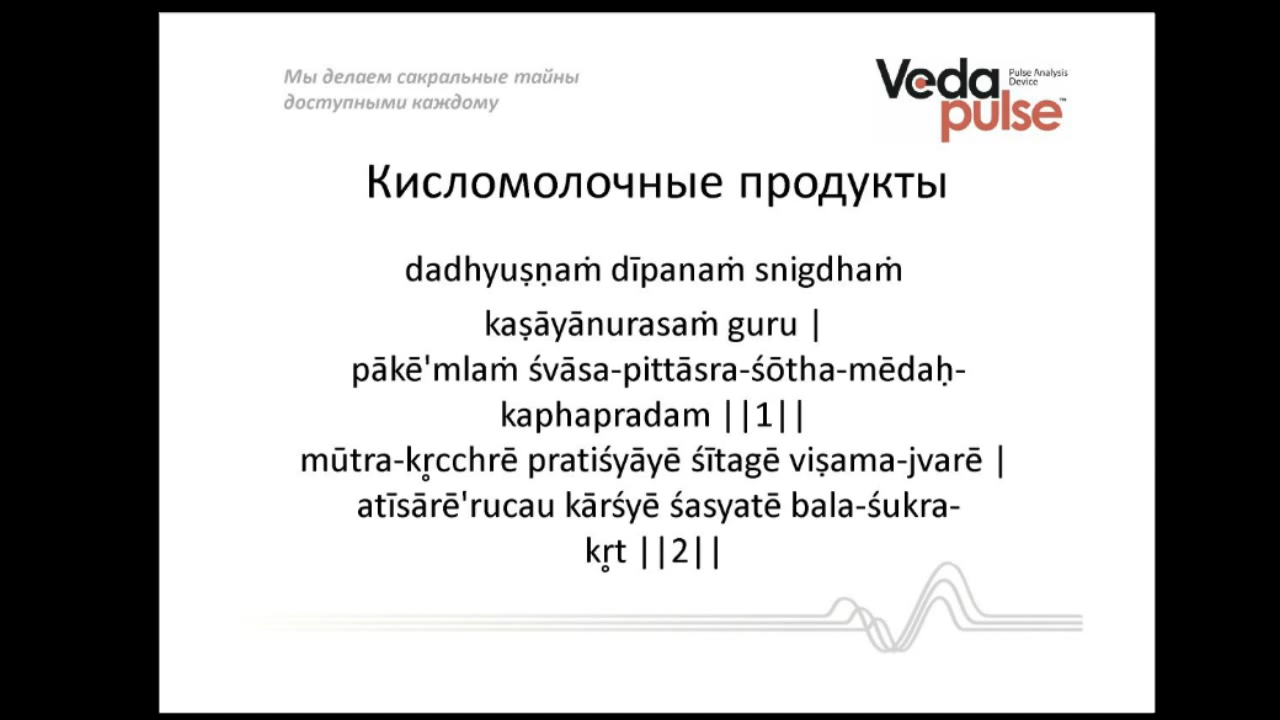 Мы делаем сакральные тайны
доступными каждому
Veda
Pulse Analysis
Device
pulse™
Кисломолочные продукты
dadhyuṣṇaṁ dīpanaṁ snigdhaṁ
kaṣāyānurasaṁ guru |
pākē'mlaṁ śvāsa-pittāsra-śōtha-mēdaḥ-
kaphapradam ||1||
mūtra-kr̥cchrē pratiśyāyē śītagē viṣama-jvarē |
atīsārē'rucau kārśyē śasyatē bala-śukra-
kr̥t ||2||